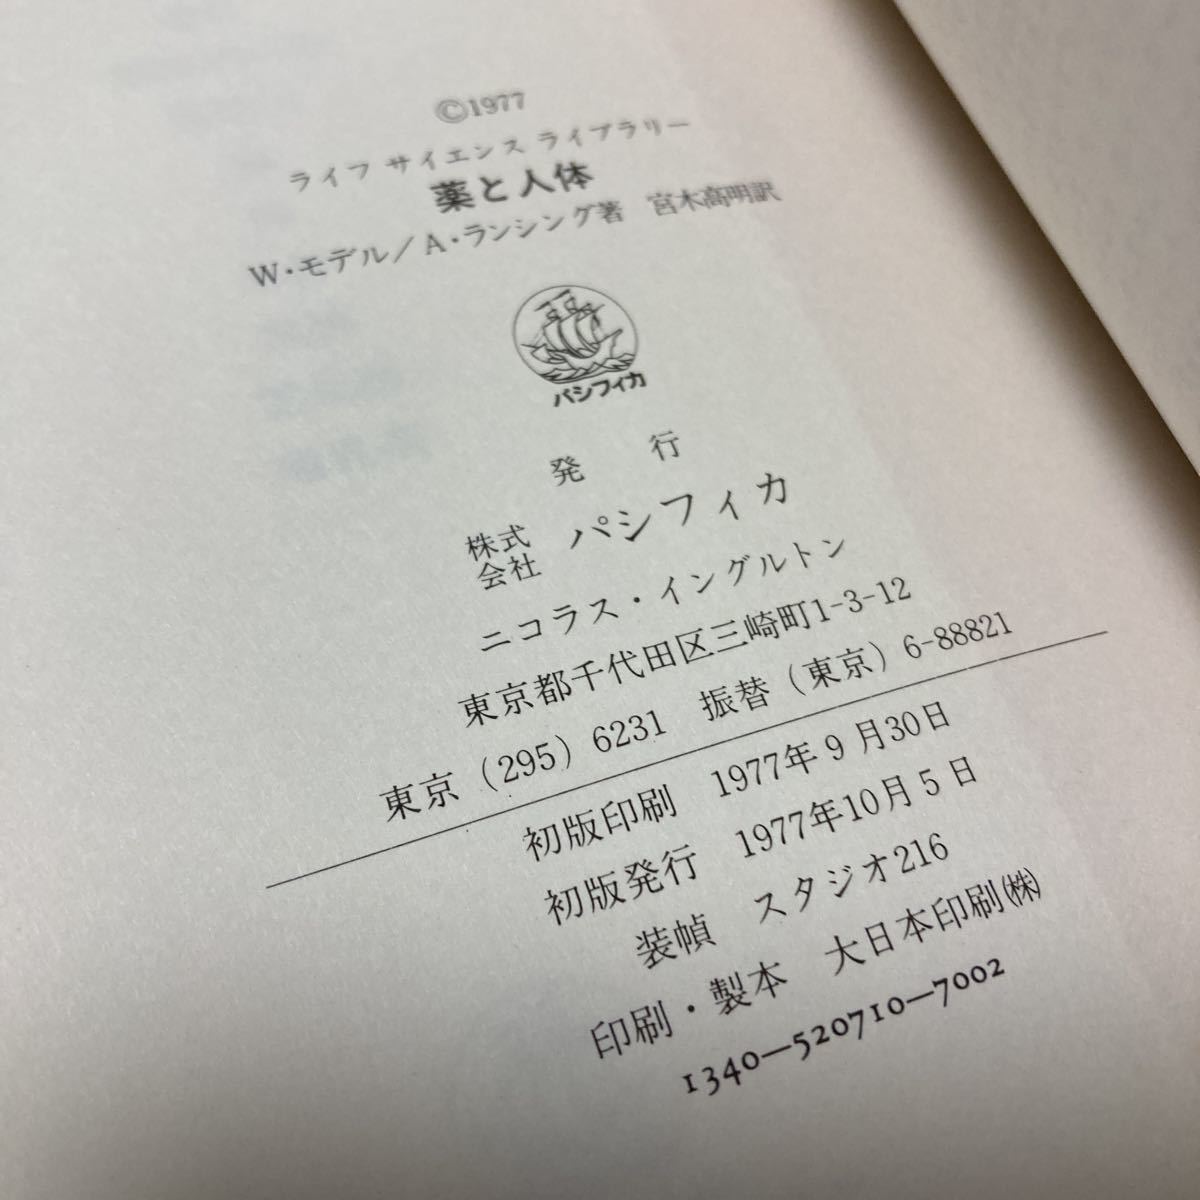 ©1977
ライフ サイエンス ライブラリー
薬と人体
W・モデル／A・ランシング著 宮木高明訳
パシフィカ
発 行
株式会社 パシフィカ
ニコラス・イングルトン
東京都千代田区三崎町1-3-12
東京（295）6231 振替（東京）6-88821
初版印刷 1977年9月30日
初版発行 1977年10月5日
装幀 スタジオ216
印刷・製本 大日本印刷㈱
1340—520710—7002